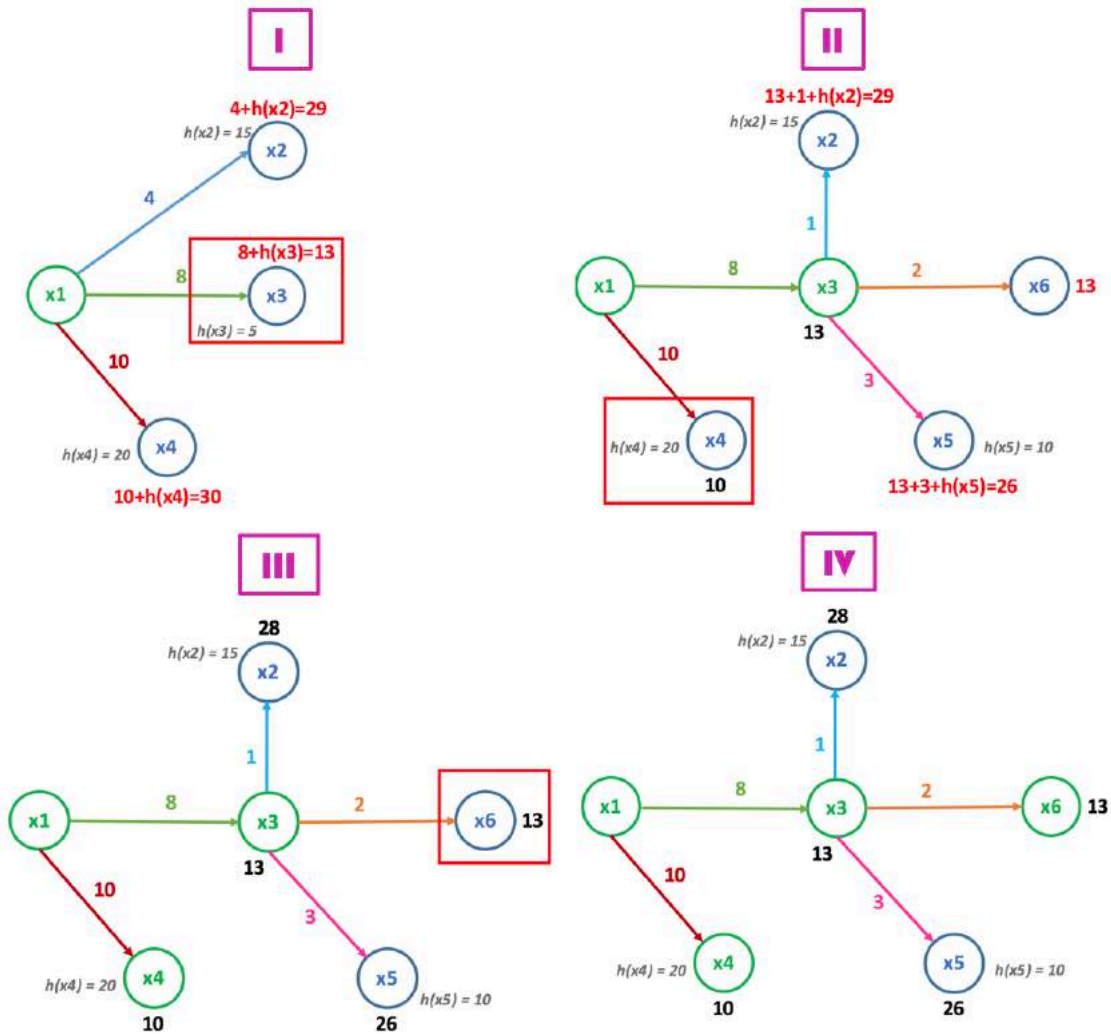 I
4+h(x2)=29
h(x2) = 15
x2
4
8+h(x3)=13
8
x1
x3
h(x3) = 5
10
h(x4) = 20
x4
10+h(x4)=30
II
13+1+h(x2)=29
h(x2) = 15
x2
1
8
2
x1
x3
x6
13
13
10
3
h(x4) = 20
x4
x5
h(x5) = 10
10
13+3+h(x5)=26
III
28
h(x2) = 15
x2
1
8
2
x1
x3
x6
13
13
10
3
h(x4) = 20
x4
x5
h(x5) = 10
10
26
IV
28
h(x2) = 15
x2
1
8
2
x1
x3
x6
13
13
10
3
h(x4) = 20
x4
x5
h(x5) = 10
10
26